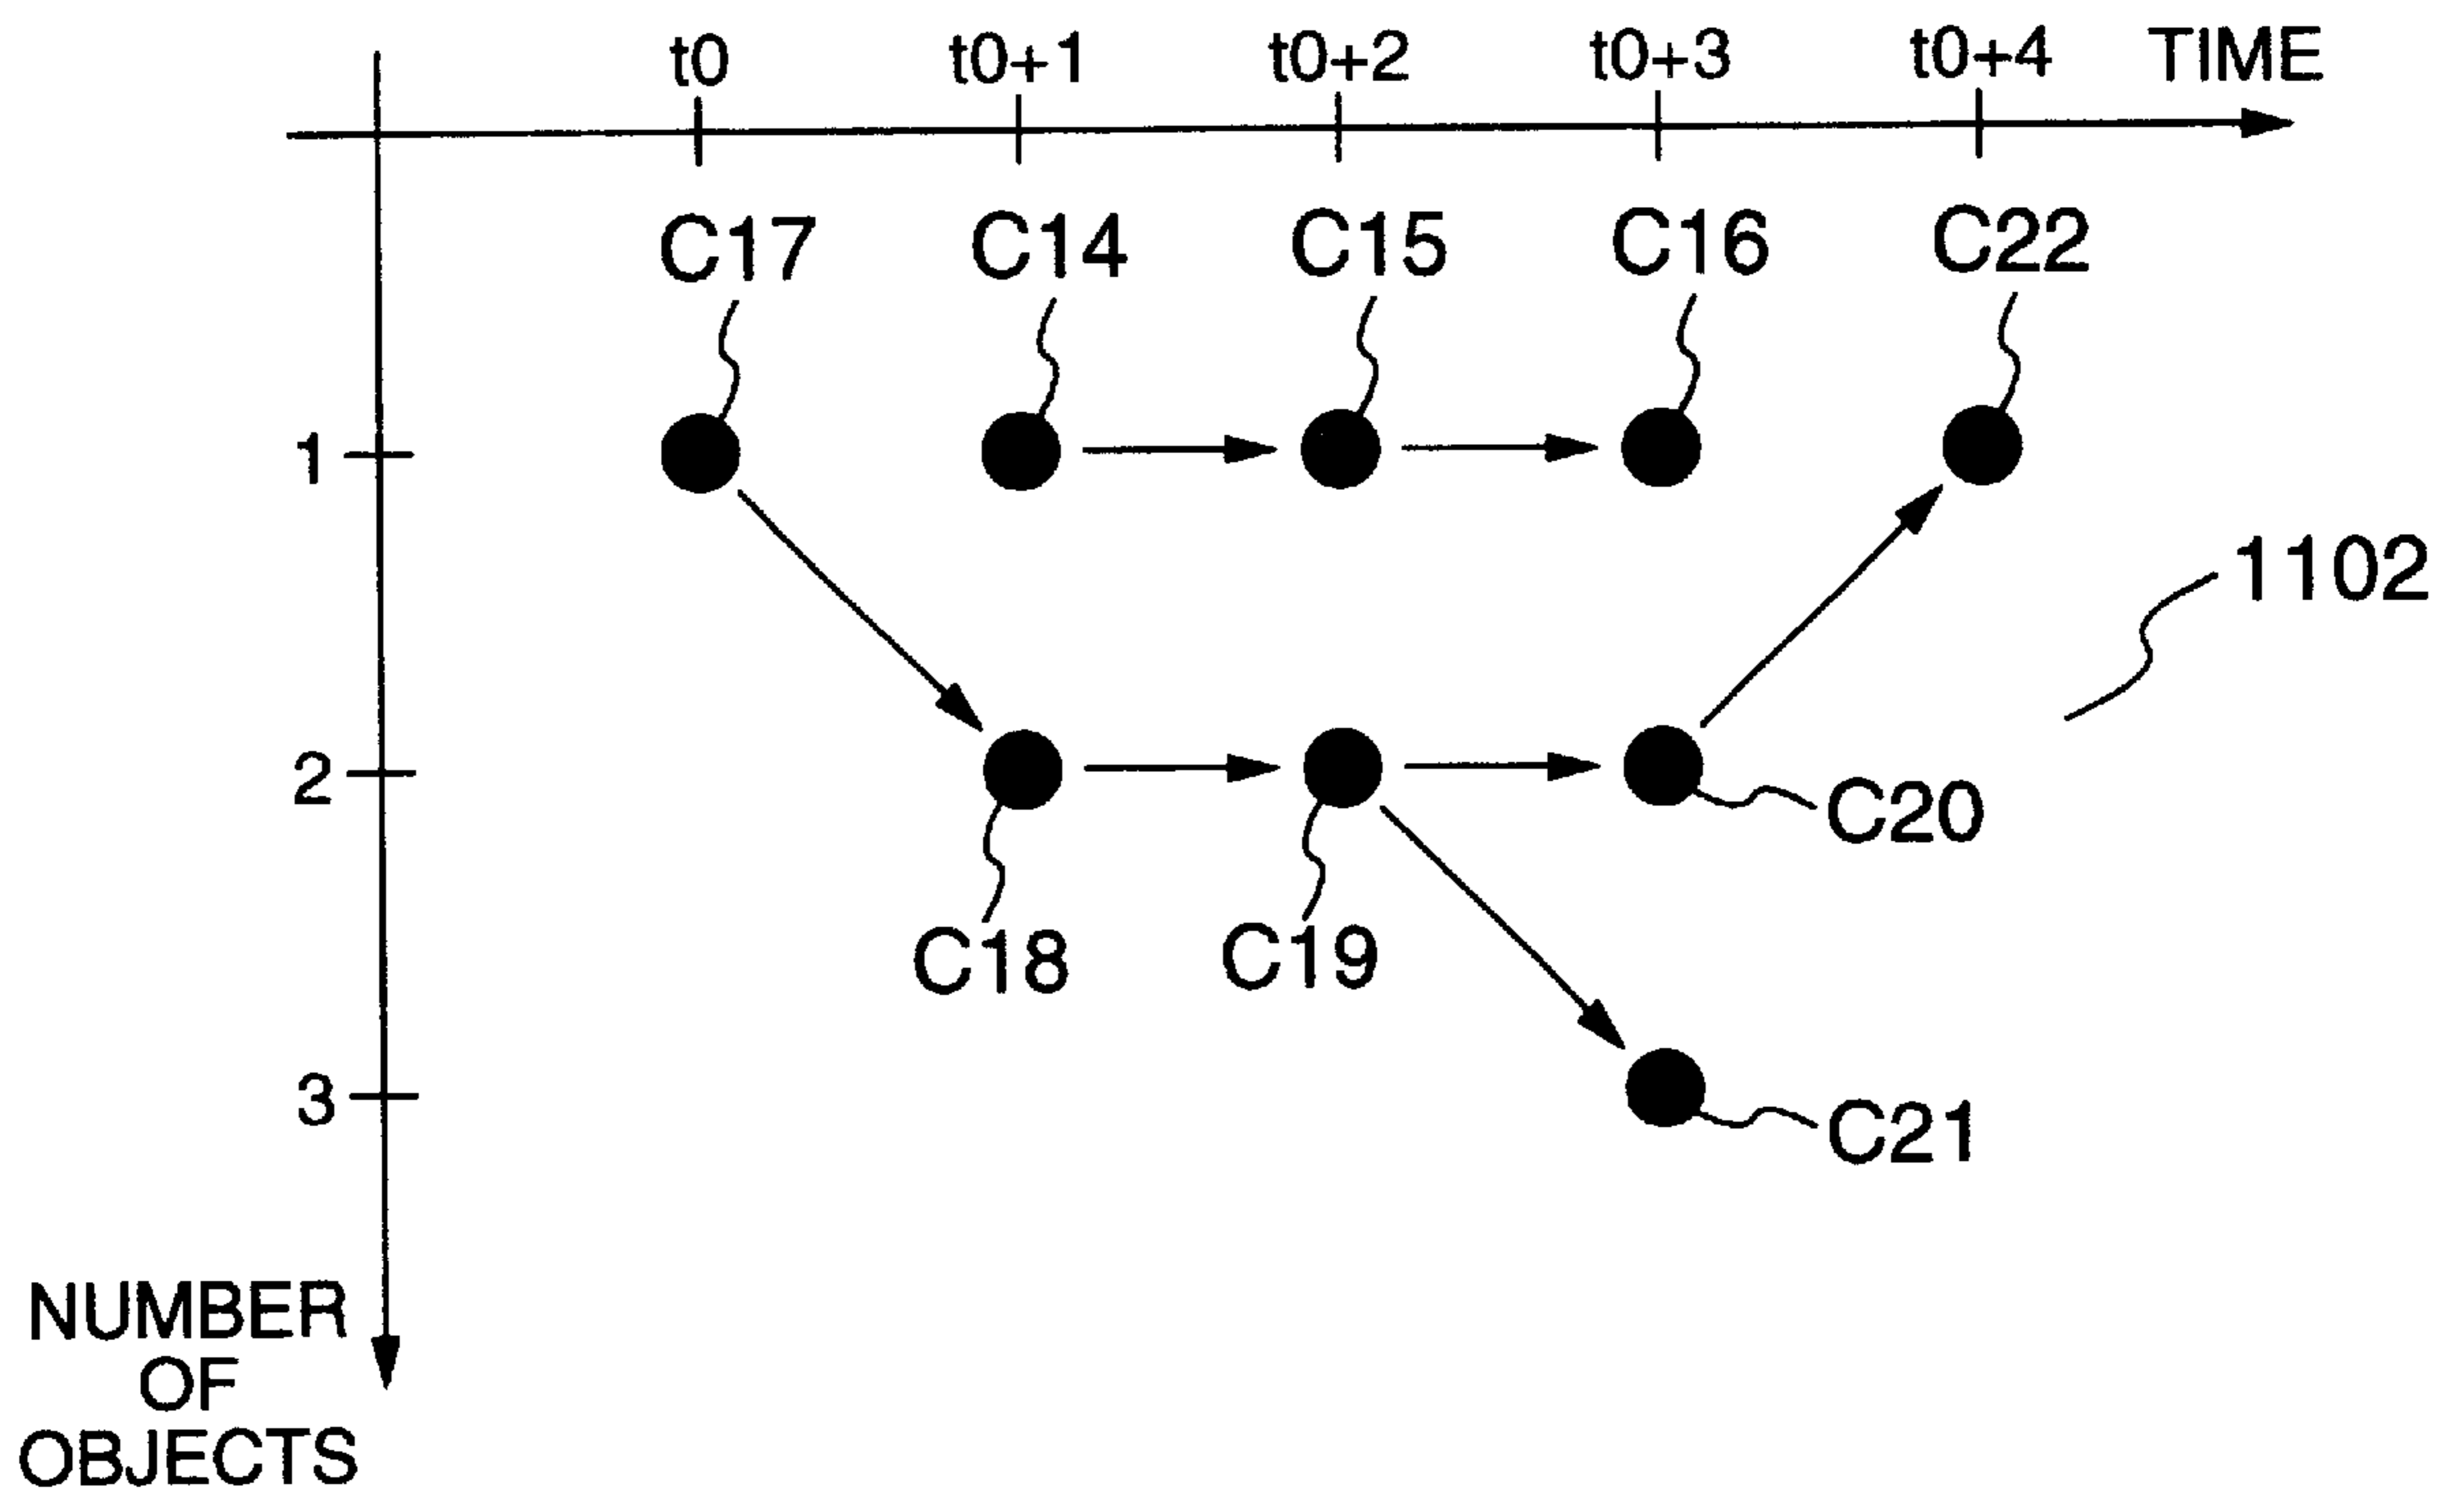 t0 t0+1 t0+2 t0+3 t0+4 TIME
C17 C14 C15 C16 C22
1
1102
2
C20
C18 C19
3
C21
NUMBER
OF
OBJECTS